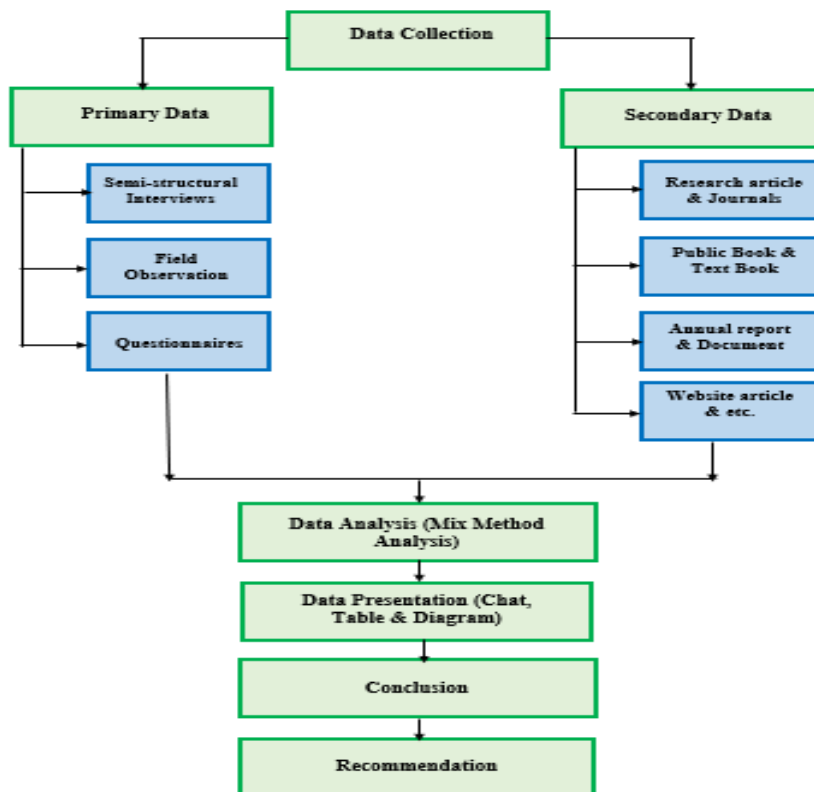 Data Collection
Primary Data
Secondary Data
Semi-structural
Interviews
Field
Observation
Questionnaires
Research article
& Journals
Public Book &
Text Book
Annual report
& Document
Website article
& etc.
Data Analysis (Mix Method
Analysis)
Data Presentation (Chat,
Table & Diagram)
Conclusion
Recommendation